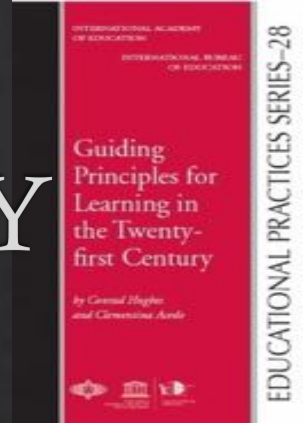 INTERNATIONAL ACADEMY
OF EDUCATION
INTERNATIONAL BUREAU
OF EDUCATION
Guiding
Principles for
Learning in
the Twenty-
first Century
by Conrad Hughes
and Clementina Acedo
Y
EDUCATIONAL PRACTICES SERIES–28